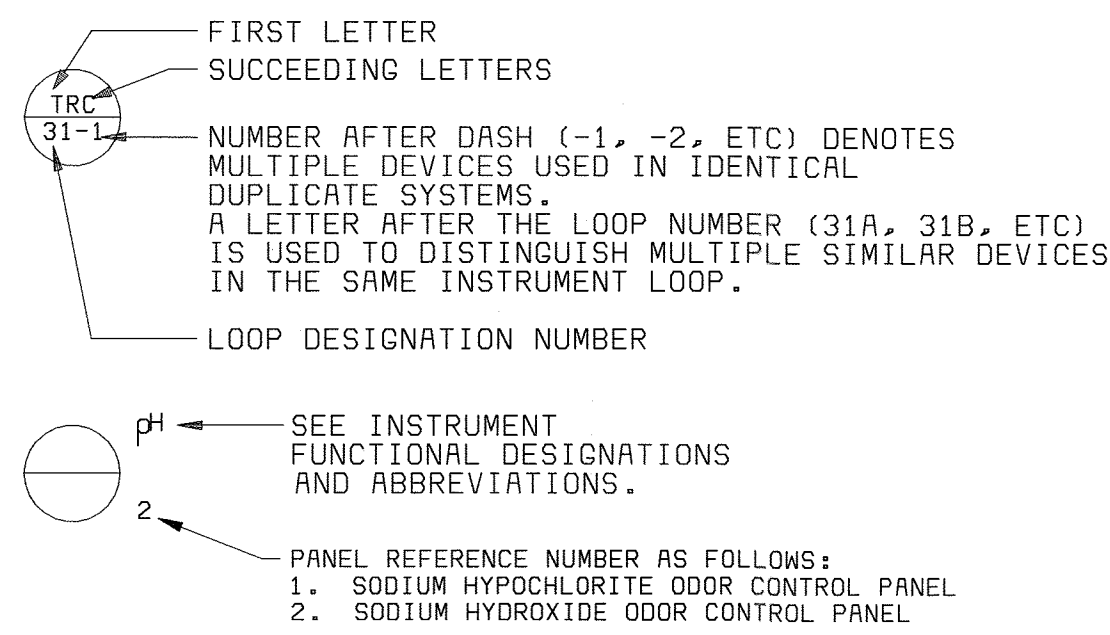 FIRST LETTER
SUCCEEDING LETTERS
TRC
31-1
NUMBER AFTER DASH (-1, -2, ETC) DENOTES
MULTIPLE DEVICES USED IN IDENTICAL
DUPLICATE SYSTEMS.
A LETTER AFTER THE LOOP NUMBER (31A, 31B, ETC)
IS USED TO DISTINGUISH MULTIPLE SIMILAR DEVICES
IN THE SAME INSTRUMENT LOOP.
LOOP DESIGNATION NUMBER
pH
SEE INSTRUMENT
FUNCTIONAL DESIGNATIONS
AND ABBREVIATIONS.
2
PANEL REFERENCE NUMBER AS FOLLOWS:
1. SODIUM HYPOCHLORITE ODOR CONTROL PANEL
2. SODIUM HYDROXIDE ODOR CONTROL PANEL